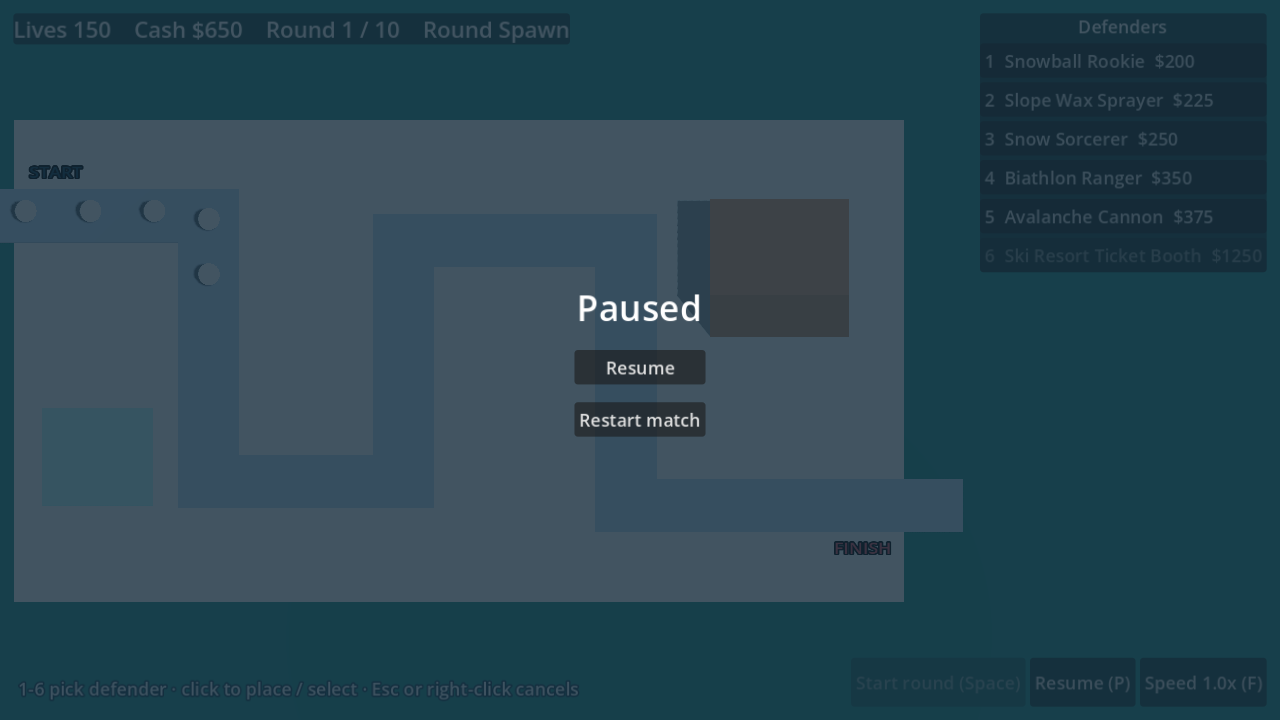 Lives 150 Cash $650 Round 1 / 10 Round Spawn
Defenders
1 Snowball Rookie $200
2 Slope Wax Sprayer $225
3 Snow Sorcerer $250
4 Biathlon Ranger $350
5 Avalanche Cannon $375
6 Ski Resort Ticket Booth $1250
START
Paused
Resume
Restart match
FINISH
1-6 pick defender · click to place / select · Esc or right-click cancels
Start round (Space) Resume (P) Speed 1.0x (F)